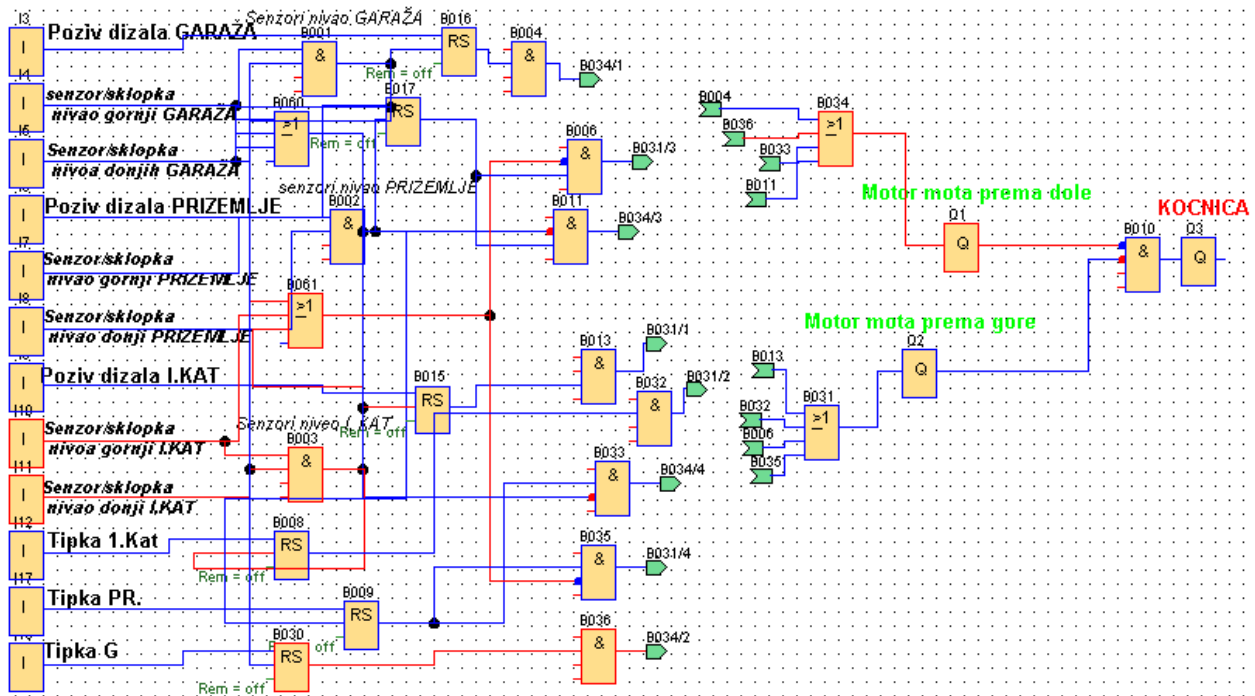 I3
Poziv dizala GARAŽA
Senzori nivao GARAŽA
B001
B016
B004
I
&
RS
&
I4
Rem = off
B034/1
senzor/sklopka
nivao gornji GARAŽA
I
B060
B017
≥1
RS
Rem = off
B004
B034
B036
≥1
B033
B011
I6
Senzor/sklopka
nivoa donjih GARAŽA
I
B006
&
B031/3
senzori nivao PRIZEMLJE
Poziv dizala PRIZEMLJE
I
B002
&
B011
&
B034/3
Motor mota prema dole
Q1
Q
KOCNICA
B010
&
Q3
Q
I7
Senzor/sklopka
nivao gornji PRIZEMLJE
I
B061
≥1
I8
Senzor/sklopka
nivao donji PRIZEMLJE
I
Motor mota prema gore
Q2
Q
B013
&
B031/1
Poziv dizala I.KAT
I
B015
RS
Rem = off
B032
&
B031/2
B013
B031
B032
≥1
B006
B035
I10
Senzor/sklopka
nivoa gornji I.KAT
I
Senzori niveo I. KAT
B003
&
I11
Senzor/sklopka
nivao donji I.KAT
I
B033
&
B034/4
I12
Tipka 1.Kat
I
B008
RS
Rem = off
B035
&
B031/4
I17
Tipka PR.
I
B009
RS
off
Tipka G
I
B030
RS
Rem = off
B036
&
B034/2